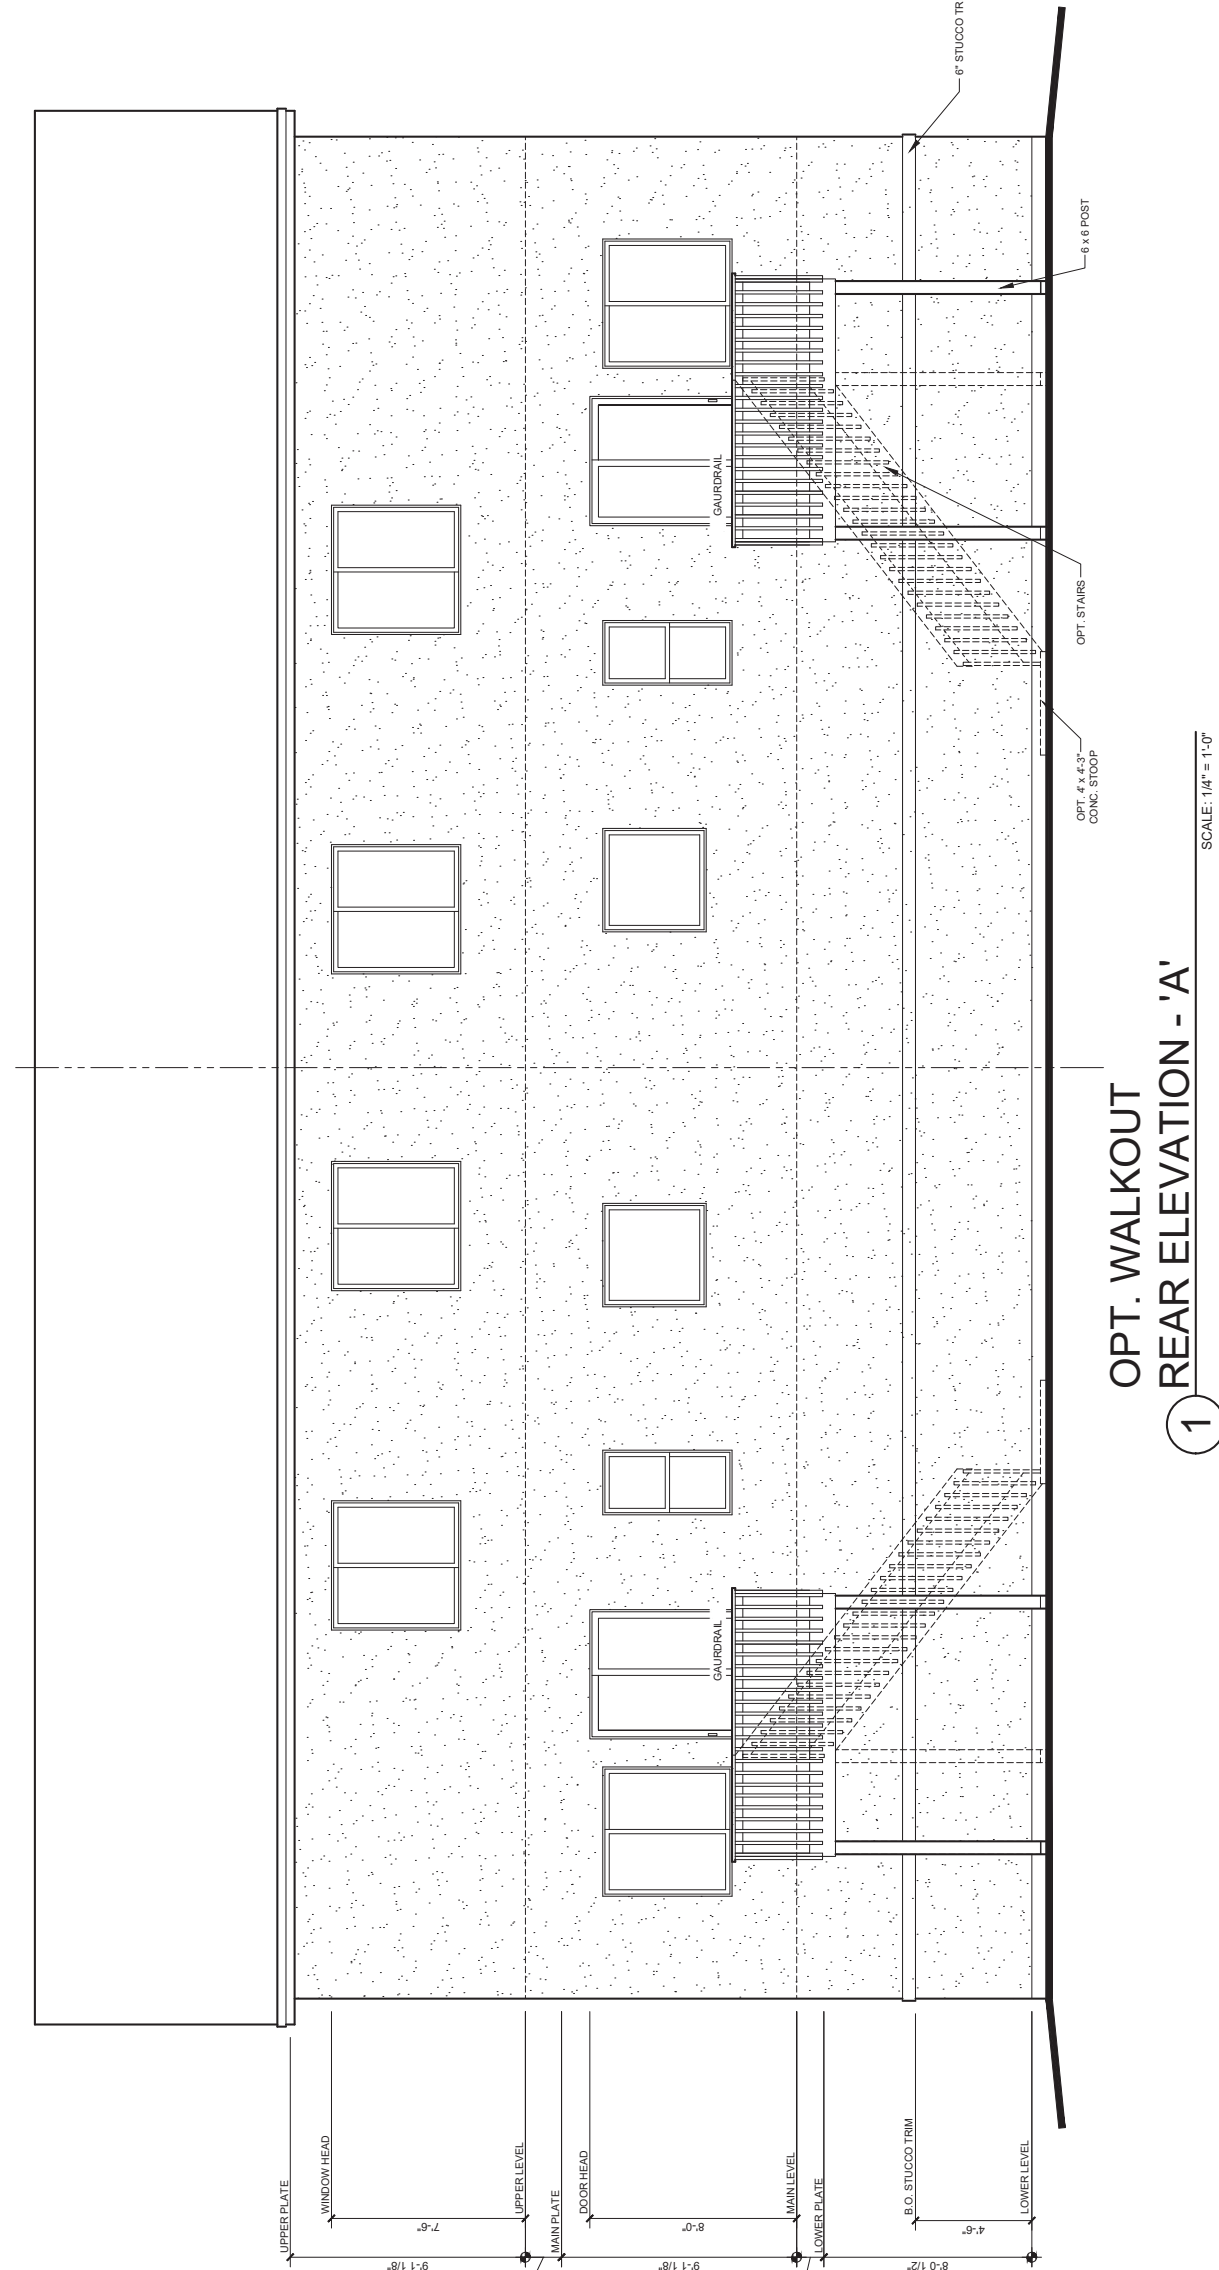 UPPER PLATE
WINDOW HEAD
UPPER LEVEL
MAIN PLATE
DOOR HEAD
MAIN LEVEL
LOWER PLATE
B.O. STUCCO TRIM
LOWER LEVEL
7'-6"
8'-0"
4'-6"
9'-1 1/8"
9'-1 1/8"
8'-0 1/2"
GAURDRAIL
GAURDRAIL
6" STUCCO TR
6 x 6 POST
OPT. STAIRS
OPT. 4' x 4'-3"
CONC. STOOP
OPT. WALKOUT
REAR ELEVATION - 'A'
1
SCALE: 1/4" = 1'-0"